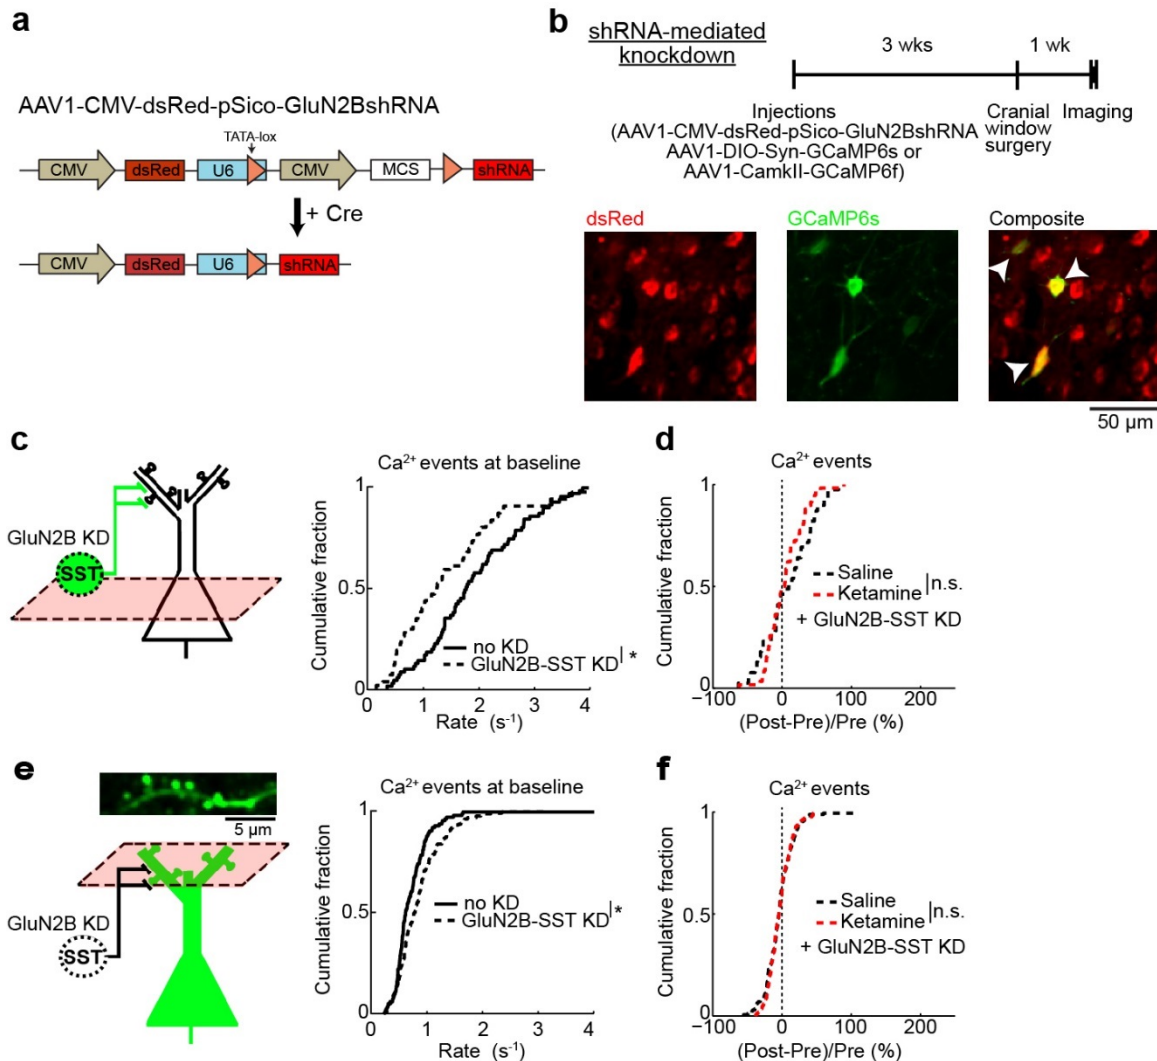 a
AAV1-CMV-dsRed-pSico-GluN2BshRNA
TATA-lox
CMV dsRed U6 CMV MCS shRNA
+ Cre
CMV dsRed U6 shRNA
b
shRNA-mediated
knockdown
3 wks 1 wk
Injections
(AAV1-CMV-dsRed-pSico-GluN2BshRNA
AAV1-DIO-Syn-GCaMP6s or
AAV1-CamkII-GCaMP6f)
Cranial
window
surgery
Imaging
dsRed GCaMP6s Composite
50 µm
c
GluN2B KD
SST
Ca²⁺ events at baseline
Cumulative fraction
1
0.5
0
no KD
GluN2B-SST KD
*
0 1 2 3 4
Rate (s⁻¹)
d
Ca²⁺ events
Cumulative fraction
1
0.5
0
Saline
Ketamine
n.s.
+ GluN2B-SST KD
−100 0 100 200
(Post-Pre)/Pre (%)
e
5 µm
GluN2B KD
SST
Ca²⁺ events at baseline
Cumulative fraction
1
0.5
0
no KD
GluN2B-SST KD
*
0 1 2 3 4
Rate (s⁻¹)
f
Ca²⁺ events
Cumulative fraction
1
0.5
0
Saline
Ketamine
n.s.
+ GluN2B-SST KD
−100 0 100 200
(Post-Pre)/Pre (%)